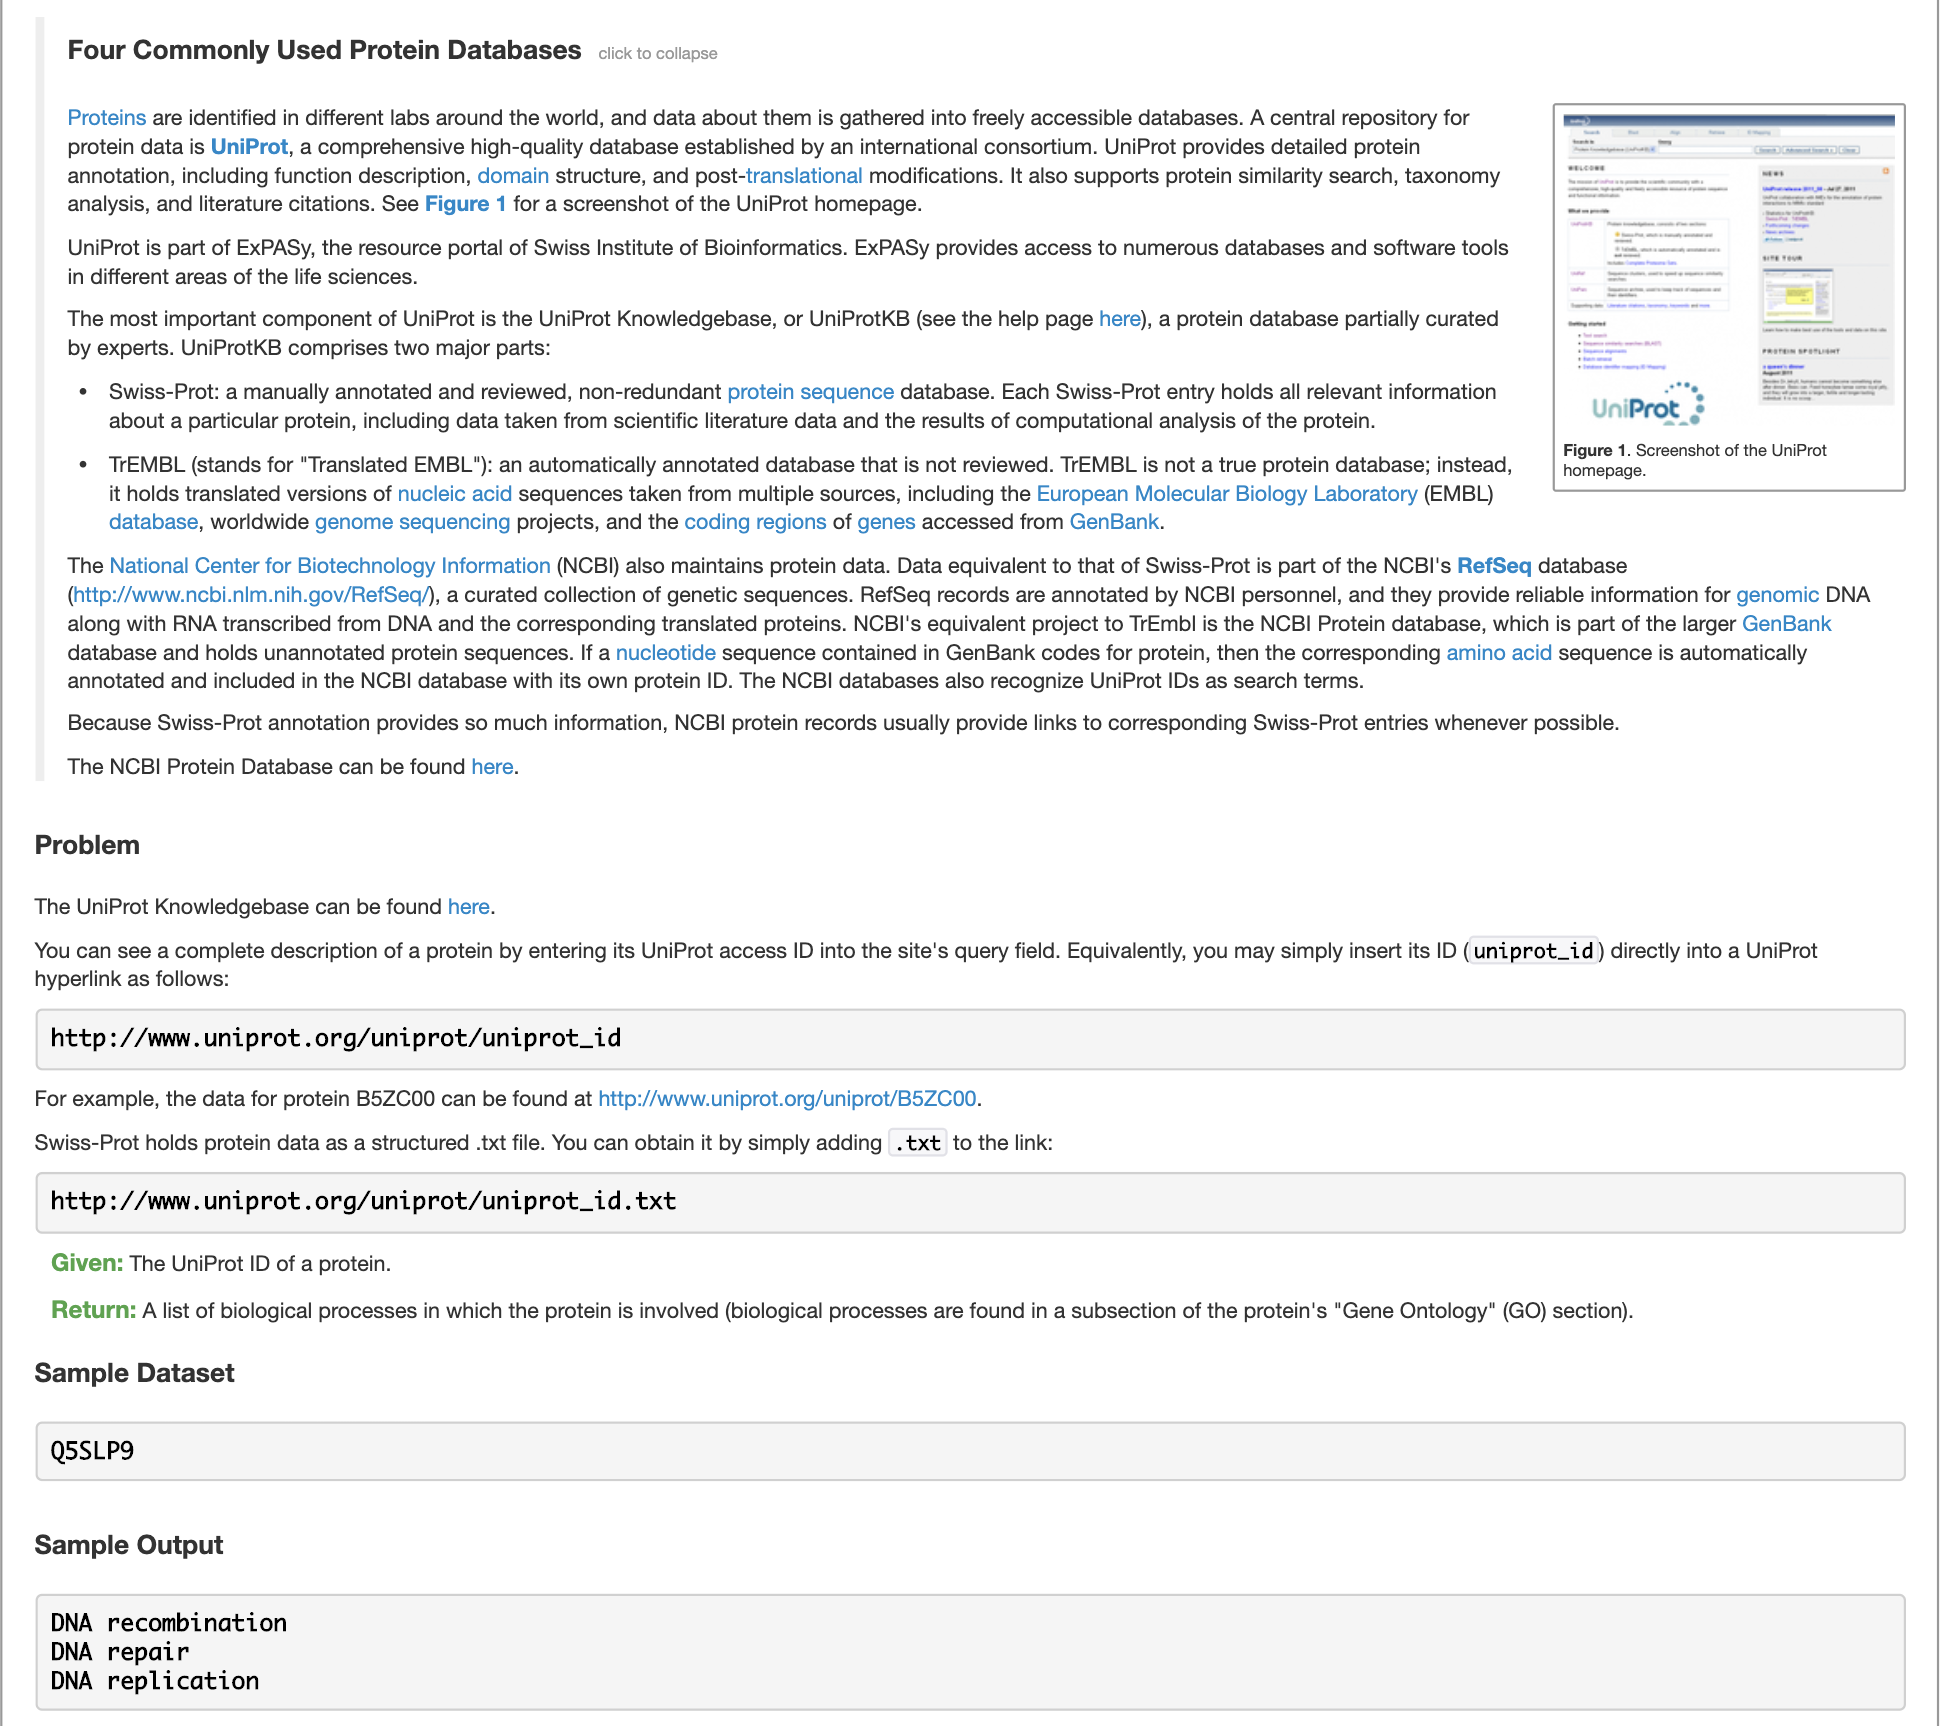 Four Commonly Used Protein Databases click to collapse
Proteins are identified in different labs around the world, and data about them is gathered into freely accessible databases. A central repository for
protein data is UniProt, a comprehensive high-quality database established by an international consortium. UniProt provides detailed protein
annotation, including function description, domain structure, and post-translational modifications. It also supports protein similarity search, taxonomy
analysis, and literature citations. See Figure 1 for a screenshot of the UniProt homepage.
UniProt is part of ExPASy, the resource portal of Swiss Institute of Bioinformatics. ExPASy provides access to numerous databases and software tools
in different areas of the life sciences.
The most important component of UniProt is the UniProt Knowledgebase, or UniProtKB (see the help page here), a protein database partially curated
by experts. UniProtKB comprises two major parts:
• Swiss-Prot: a manually annotated and reviewed, non-redundant protein sequence database. Each Swiss-Prot entry holds all relevant information
about a particular protein, including data taken from scientific literature data and the results of computational analysis of the protein.
• TrEMBL (stands for "Translated EMBL"): an automatically annotated database that is not reviewed. TrEMBL is not a true protein database; instead,
it holds translated versions of nucleic acid sequences taken from multiple sources, including the European Molecular Biology Laboratory (EMBL)
database, worldwide genome sequencing projects, and the coding regions of genes accessed from GenBank.
WELCOME
NEWS
SITE TOUR
Getting started
PROTEIN SPOTLIGHT
UniProt
Figure 1. Screenshot of the UniProt
homepage.
The National Center for Biotechnology Information (NCBI) also maintains protein data. Data equivalent to that of Swiss-Prot is part of the NCBI's RefSeq database
(http://www.ncbi.nlm.nih.gov/RefSeq/), a curated collection of genetic sequences. RefSeq records are annotated by NCBI personnel, and they provide reliable information for genomic DNA
along with RNA transcribed from DNA and the corresponding translated proteins. NCBI's equivalent project to TrEmbl is the NCBI Protein database, which is part of the larger GenBank
database and holds unannotated protein sequences. If a nucleotide sequence contained in GenBank codes for protein, then the corresponding amino acid sequence is automatically
annotated and included in the NCBI database with its own protein ID. The NCBI databases also recognize UniProt IDs as search terms.
Because Swiss-Prot annotation provides so much information, NCBI protein records usually provide links to corresponding Swiss-Prot entries whenever possible.
The NCBI Protein Database can be found here.
Problem
The UniProt Knowledgebase can be found here.
You can see a complete description of a protein by entering its UniProt access ID into the site's query field. Equivalently, you may simply insert its ID (uniprot_id) directly into a UniProt
hyperlink as follows:
http://www.uniprot.org/uniprot/uniprot_id
For example, the data for protein B5ZC00 can be found at http://www.uniprot.org/uniprot/B5ZC00.
Swiss-Prot holds protein data as a structured .txt file. You can obtain it by simply adding .txt to the link:
http://www.uniprot.org/uniprot/uniprot_id.txt
Given: The UniProt ID of a protein.
Return: A list of biological processes in which the protein is involved (biological processes are found in a subsection of the protein's "Gene Ontology" (GO) section).
Sample Dataset
Q5SLP9
Sample Output
DNA recombination
DNA repair
DNA replication